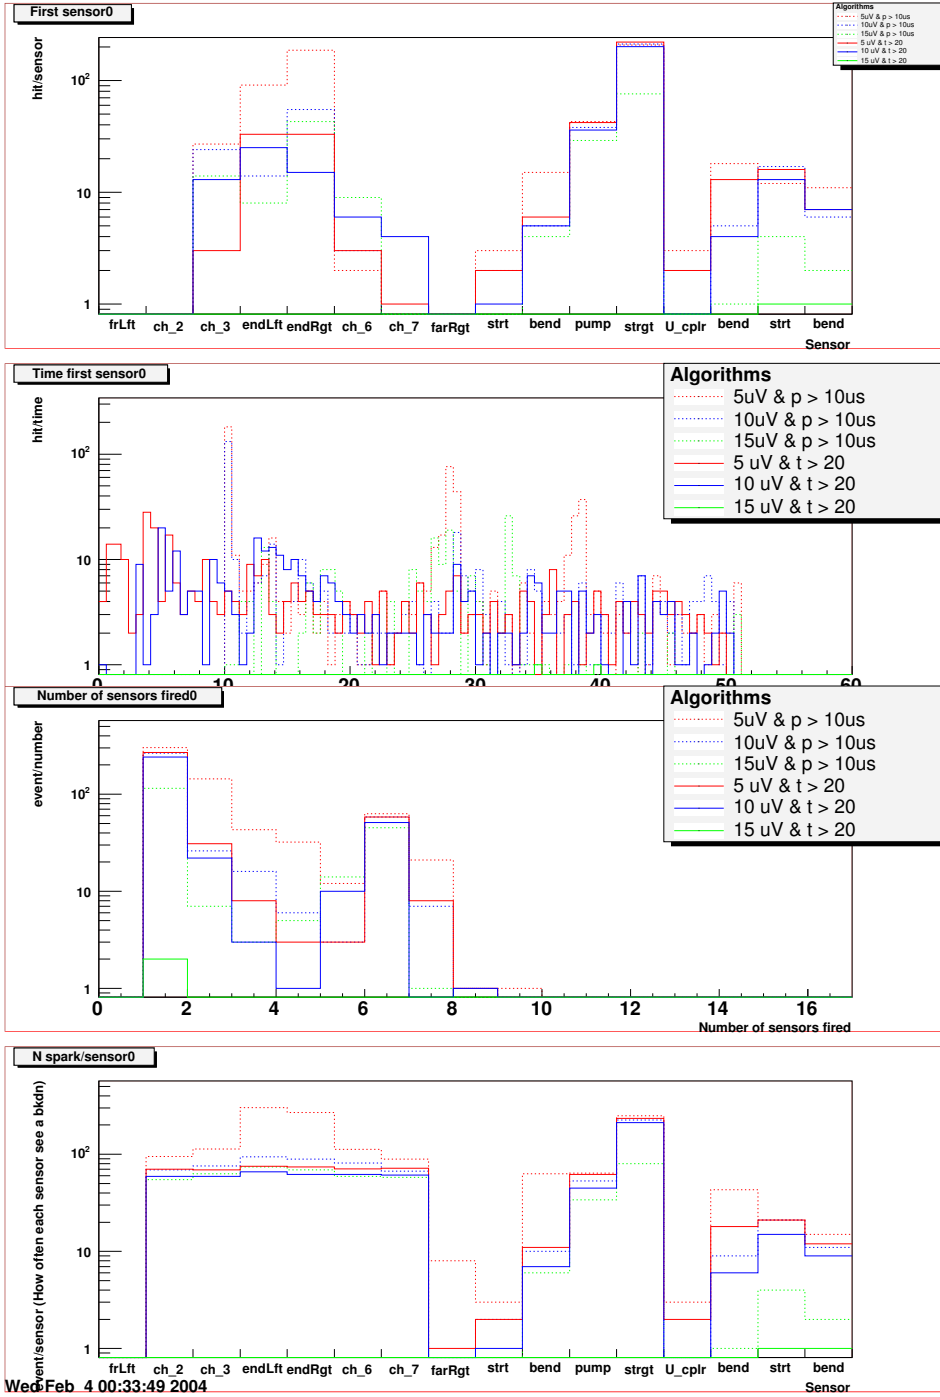 First sensor0
Algorithms
5uV & p > 10us
10uV & p > 10us
15uV & p > 10us
5 uV & t > 20
10 uV & t > 20
15 uV & t > 20
hit/sensor
10²
10
1
frLft ch_2 ch_3 endLft endRgt ch_6 ch_7 farRgt strt bend pump strgt U_cplr bend strt bend
Sensor
Time first sensor0
Algorithms
5uV & p > 10us
10uV & p > 10us
15uV & p > 10us
5 uV & t > 20
10 uV & t > 20
15 uV & t > 20
hit/time
10²
10
1
0 10 20 30 40 50 60
Number of sensors fired0
Algorithms
5uV & p > 10us
10uV & p > 10us
15uV & p > 10us
5 uV & t > 20
10 uV & t > 20
15 uV & t > 20
event/number
10²
10
1
0 2 4 6 8 10 12 14 16
Number of sensors fired
N spark/sensor0
event/sensor (How often each sensor see a bkdn)
10²
10
1
frLft ch_2 ch_3 endLft endRgt ch_6 ch_7 farRgt strt bend pump strgt U_cplr bend strt bend
Sensor
Wed Feb 4 00:33:49 2004